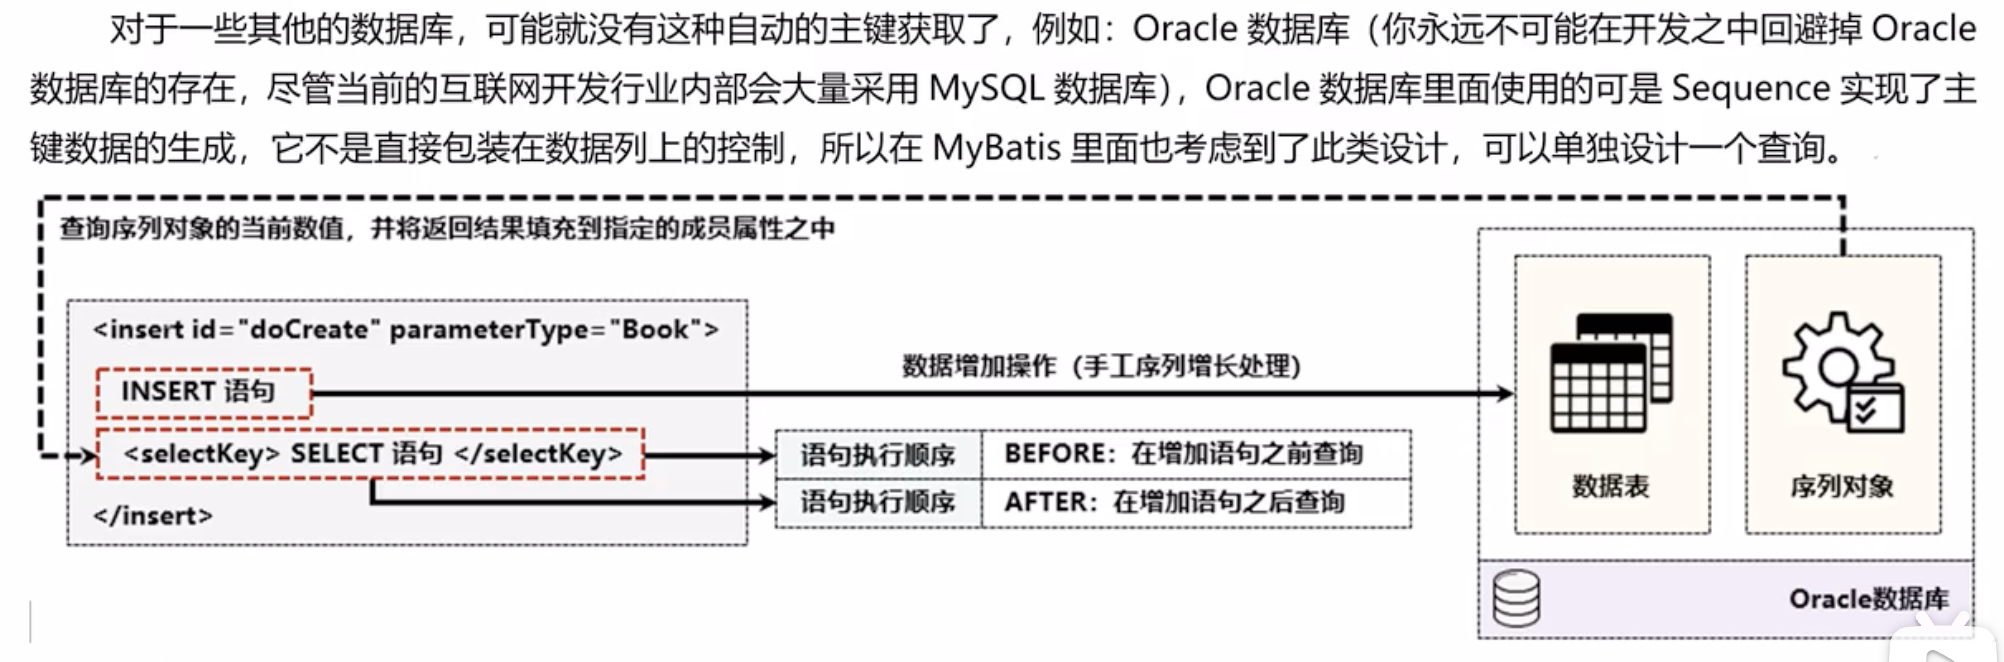 对于一些其他的数据库，可能就没有这种自动的主键获取了，例如：Oracle 数据库（你永远不可能在开发之中回避掉 Oracle
数据库的存在，尽管当前的互联网开发行业内部会大量采用 MySQL 数据库），Oracle 数据库里面使用的可是 Sequence 实现了主
键数据的生成，它不是直接包装在数据列上的控制，所以在 MyBatis 里面也考虑到了此类设计，可以单独设计一个查询。
查询序列对象的当前数值，并将返回结果填充到指定的成员属性之中
<insert id="doCreate" parameterType="Book">
INSERT 语句
<selectKey> SELECT 语句 </selectKey>
</insert>
数据增加操作（手工序列增长处理）
语句执行顺序 BEFORE：在增加语句之前查询
语句执行顺序 AFTER：在增加语句之后查询
数据表
序列对象
Oracle数据库